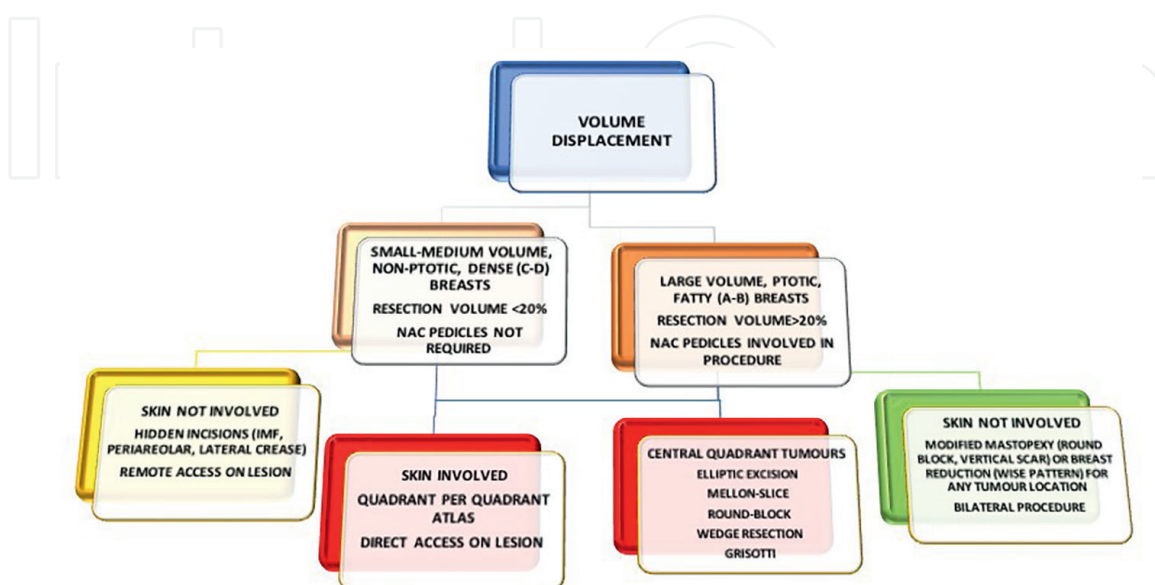 VOLUME
DISPLACEMENT
SMALL-MEDIUM VOLUME,
NON-PTOTIC, DENSE (C-D)
BREASTS
RESECTION VOLUME <20%
NAC PEDICLES NOT
REQUIRED
LARGE VOLUME, PTOTIC,
FATTY (A-B) BREASTS
RESECTION VOLUME>20%
NAC PEDICLES INVOLVED IN
PROCEDURE
SKIN NOT INVOLVED
HIDDEN INCISIONS (IMF,
PERIAREOLAR, LATERAL CREASE)
REMOTE ACCESS ON LESION
SKIN INVOLVED
QUADRANT PER QUADRANT
ATLAS
DIRECT ACCESS ON LESION
CENTRAL QUADRANT TUMOURS
ELLIPTIC EXCISION
MELLON-SLICE
ROUND-BLOCK
WEDGE RESECTION
GRISOTTI
SKIN NOT INVOLVED
MODIFIED MASTOPEXY (ROUND
BLOCK, VERTICAL SCAR) OR BREAST
REDUCTION (WISE PATTERN) FOR
ANY TUMOUR LOCATION
BILATERAL PROCEDURE